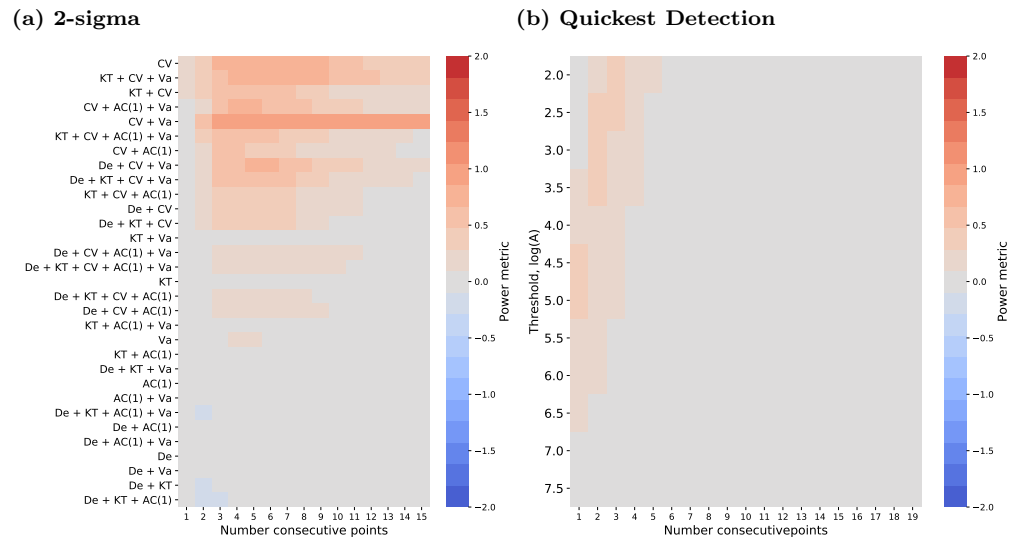 (a) 2-sigma
CV
KT + CV + Va
KT + CV
CV + AC(1) + Va
CV + Va
KT + CV + AC(1) + Va
CV + AC(1)
De + CV + Va
De + KT + CV + Va
KT + CV + AC(1)
De + CV
De + KT + CV
KT + Va
De + CV + AC(1) + Va
De + KT + CV + AC(1) + Va
KT
De + KT + CV + AC(1)
De + CV + AC(1)
KT + AC(1) + Va
Va
KT + AC(1)
De + KT + Va
AC(1)
AC(1) + Va
De + KT + AC(1) + Va
De + AC(1)
De + AC(1) + Va
De
De + Va
De + KT
De + KT + AC(1)
1 2 3 4 5 6 7 8 9 10 11 12 13 14 15
Number consecutive points
2.0
1.5
1.0
0.5
0.0
−0.5
−1.0
−1.5
−2.0
Power metric
(b) Quickest Detection
Threshold, log(A)
2.0
2.5
3.0
3.5
4.0
4.5
5.0
5.5
6.0
6.5
7.0
7.5
1 2 3 4 5 6 7 8 9 10 11 12 13 14 15 16 17 18 19
Number consecutivepoints
2.0
1.5
1.0
0.5
0.0
−0.5
−1.0
−1.5
−2.0
Power metric